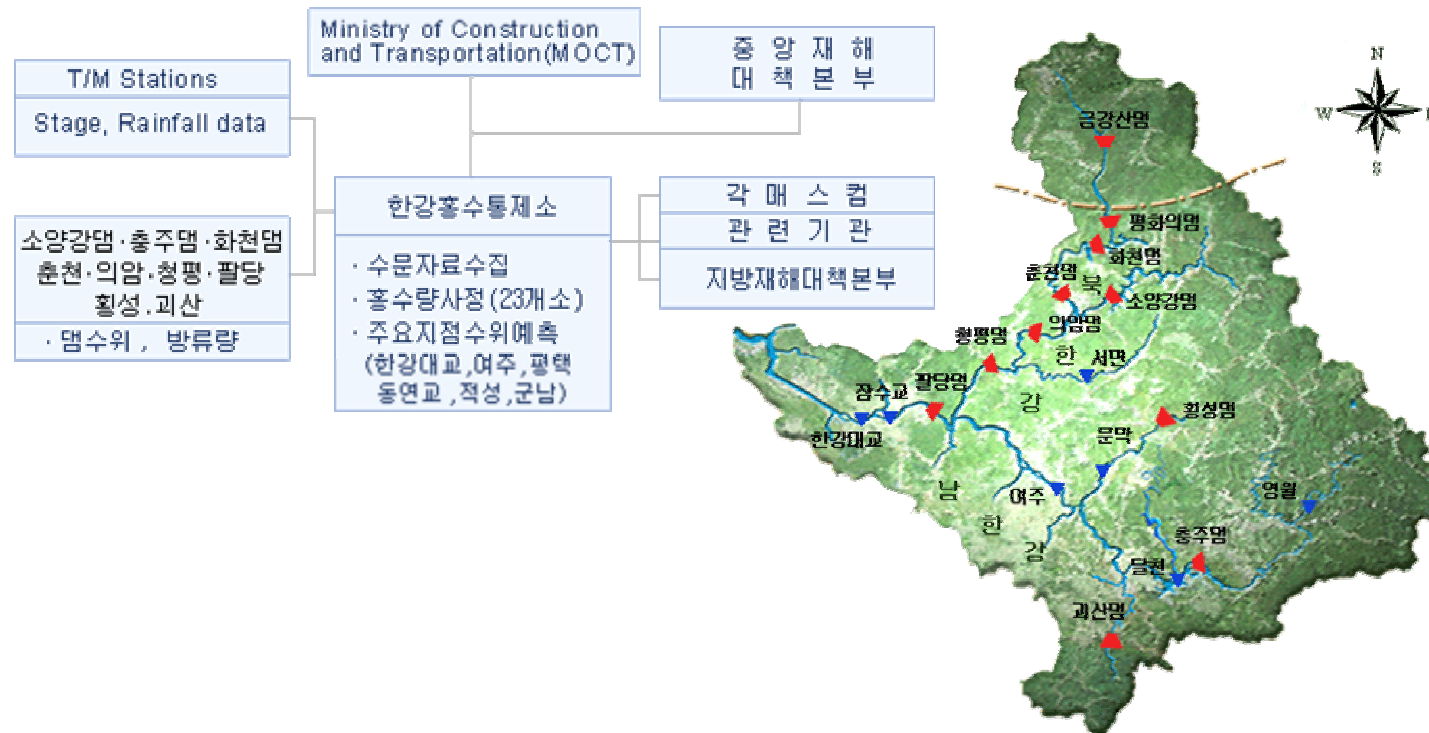 Ministry of Construction
and Transportation(MOCT)
중 앙 재 해
대 책 본 부
T/M Stations
Stage, Rainfall data
소양강댐·충주댐·화천댐
춘천·의암·청평·팔당
횡성.괴산
· 댐수위 , 방류량
한강홍수통제소
· 수문자료수집
· 홍수량사정(23개소)
· 주요지점수위예측
(한강대교,여주,평택
동연교 ,적성,군남)
각 매 스 컴
관 련 기 관
지방재해대책본부
N
W
E
S
금강산댐
평화의댐
화천댐
춘천댐
소양강댐
의암댐
청평댐
서면
팔당댐
잠수교
한강대교
횡성댐
문막
여주
영월
충주댐
달천
괴산댐
북
한
강
남
한
강